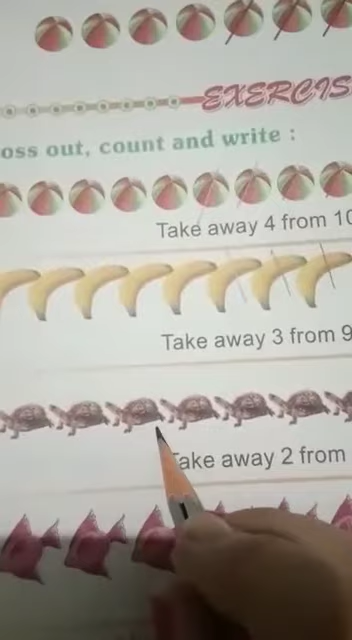 EXERCIS
oss out, count and write :
Take away 4 from 10
Take away 3 from 9
Take away 2 from